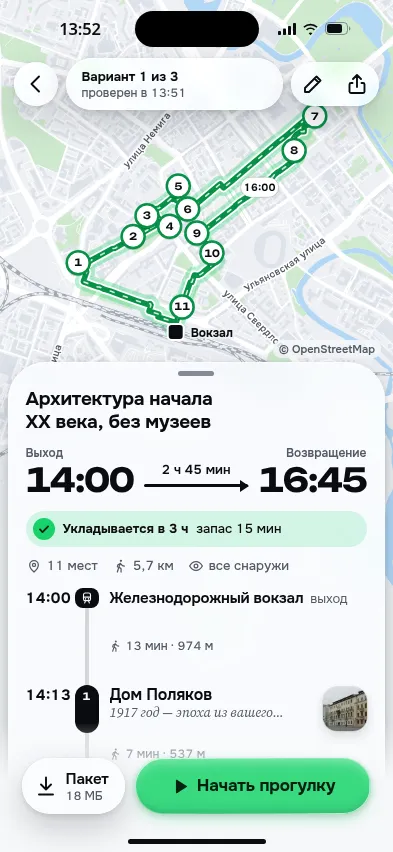 13:52
Вариант 1 из 3
проверен в 13:51
улица Немига
7
8
16:00
5
3
6
4
2
9
10
1
Ульяновская улица
улица Свердлс
11
Вокзал
ица
© OpenStreetMap
Архитектура начала
XX века, без музеев
Выход
Возвращение
14:00
2 ч 45 мин
16:45
Укладывается в 3 ч запас 15 мин
11 мест
5,7 км
все снаружи
14:00 Железнодорожный вокзал выход
13 мин · 974 м
14:13 1 Дом Поляков
1917 год — эпоха из вашего...
7 мин · 537 м
Пакет
18 МБ
Начать прогулку